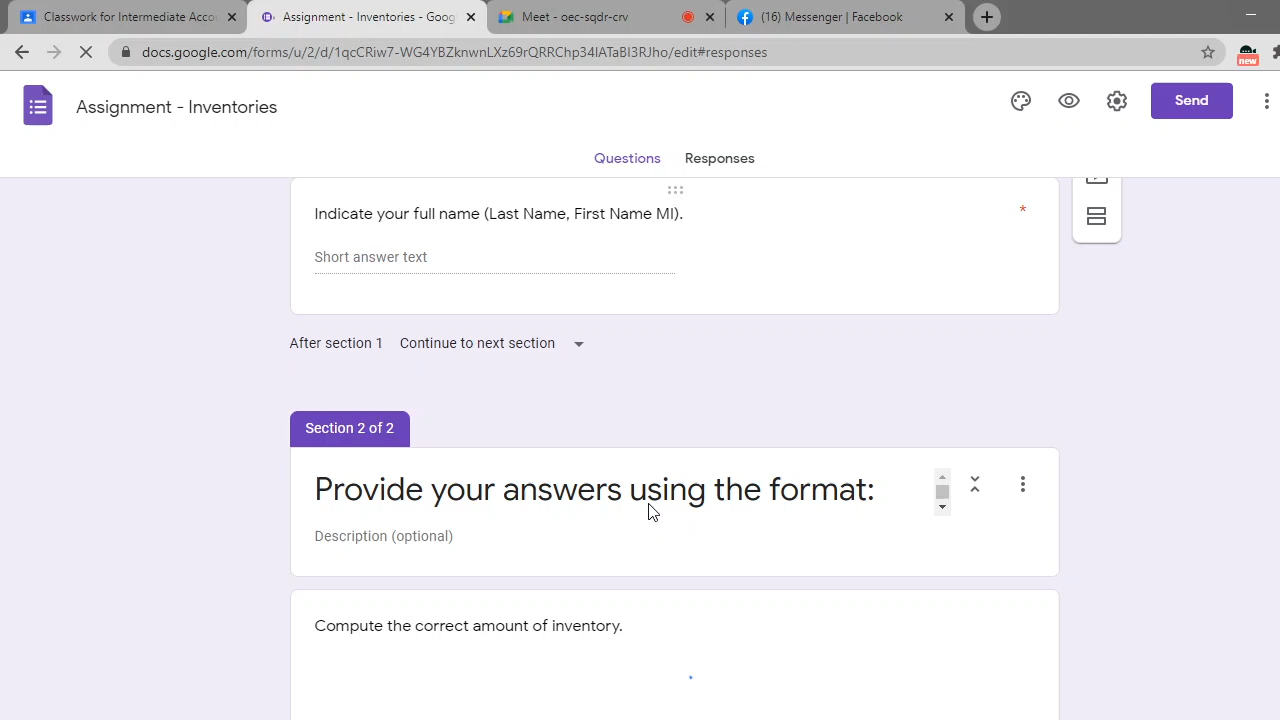 Classwork for Intermediate Accou
Assignment - Inventories - Goog
Meet - oec-sqdr-crv
(16) Messenger | Facebook
docs.google.com/forms/u/2/d/1qcCRiw7-WG4YBZknwnLXz69rORRChp34IATaBI3RJho/edit#responses
new
Assignment - Inventories
Send
Questions
Responses
Indicate your full name (Last Name, First Name MI).
*
Short answer text
After section 1
Continue to next section
Section 2 of 2
Provide your answers using the format:
Description (optional)
Compute the correct amount of inventory.